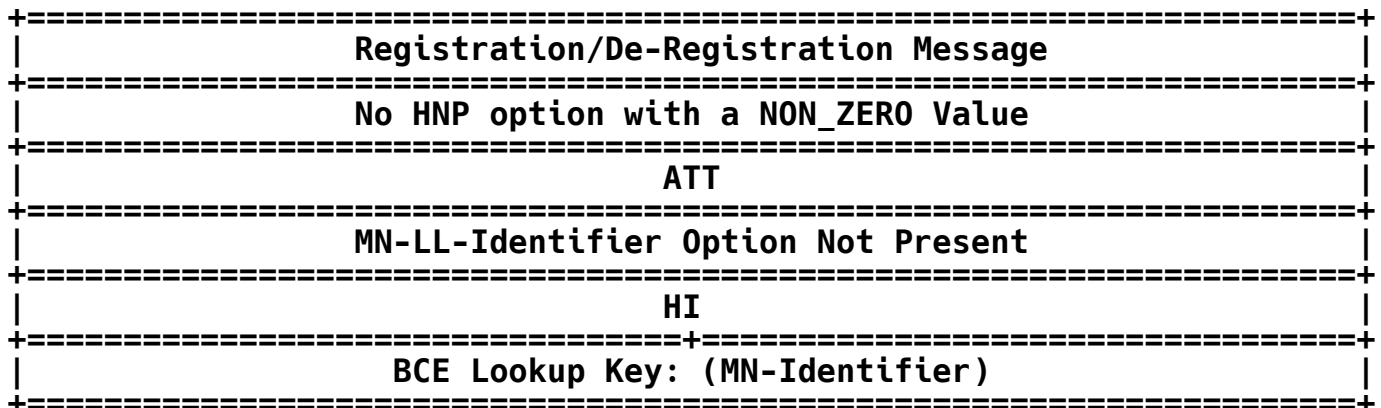 Registration/De-Registration Message
No HNP option with a NON_ZERO Value
ATT
MN-LL-Identifier Option Not Present
HI
BCE Lookup Key: (MN-Identifier)